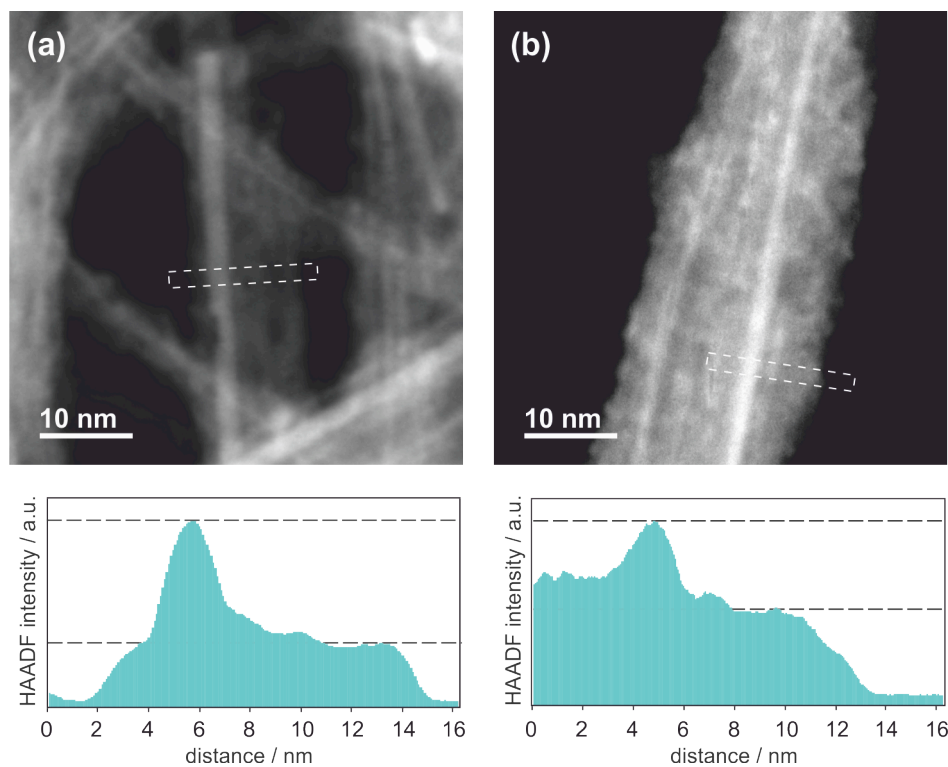 (a)
(b)
10 nm
10 nm
HAADF intensity / a.u.
0 2 4 6 8 10 12 14 16
distance / nm
HAADF intensity / a.u.
0 2 4 6 8 10 12 14 16
distance / nm